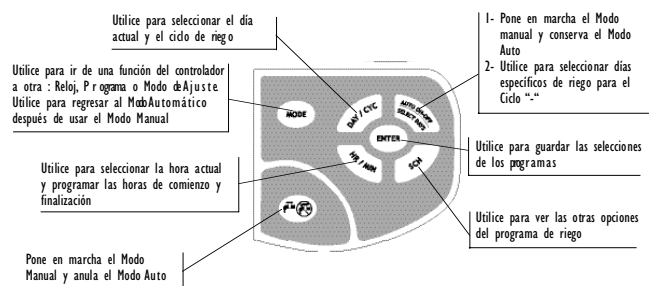 Utilice para seleccionar el día
actual y el ciclo de riego
1- Pone en marcha el Modo
manual y conserva el Modo
Auto
2- Utilice para seleccionar días
específicos de riego para el
Ciclo "-"
Utilice para ir de una función del controlador
a otra : Reloj, Programa o Modo de Ajuste.
Utilice para regresar al Modo Automático
después de usar el Modo Manual
MODE
DAY / CYC
AUTO ON-OFF
SELECT DAYS
ENTER
HR / MIN
SCH
Utilice para guardar las selecciones
de los programas
Utilice para seleccionar la hora actual
y programar las horas de comienzo y
finalización
Utilice para ver las otras opciones
del programa de riego
Pone en marcha el Modo
Manual y anula el Modo Auto